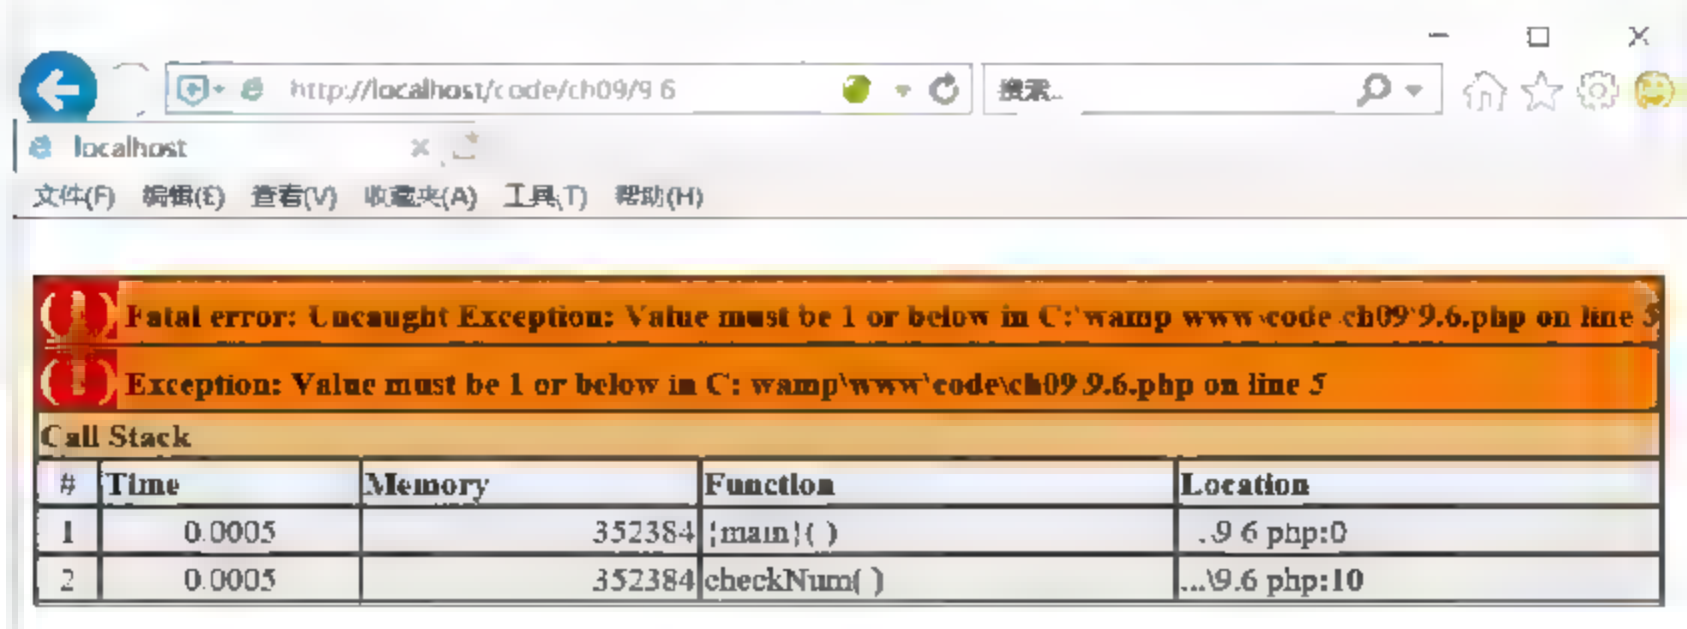 http://localhost/code/ch09/9 6
搜索...
localhost
文件(F) 编辑(E) 查看(V) 收藏夹(A) 工具(T) 帮助(H)
( ! ) Fatal error: Uncaught Exception: Value must be 1 or below in C:\wamp www\code ch09\9.6.php on line 5
( ! ) Exception: Value must be 1 or below in C: wamp\www\code\ch09 9.6.php on line 5
Call Stack
# Time Memory Function Location
1 0.0005 352384 {main}( ) ..9 6 php:0
2 0.0005 352384 checkNum( ) ...\9.6 php:10